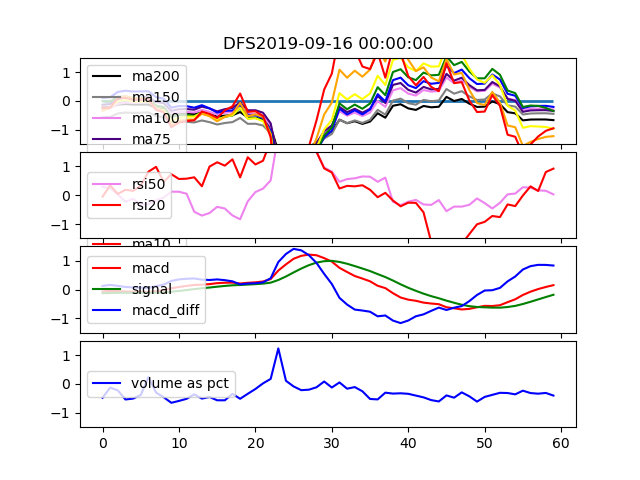 DFS2019-09-16 00:00:00
1
0
−1
ma200
ma150
ma100
ma75
1
0
−1
rsi50
rsi20
ma10
1
0
−1
macd
signal
macd_diff
1
0
−1
volume as pct
0 10 20 30 40 50 60